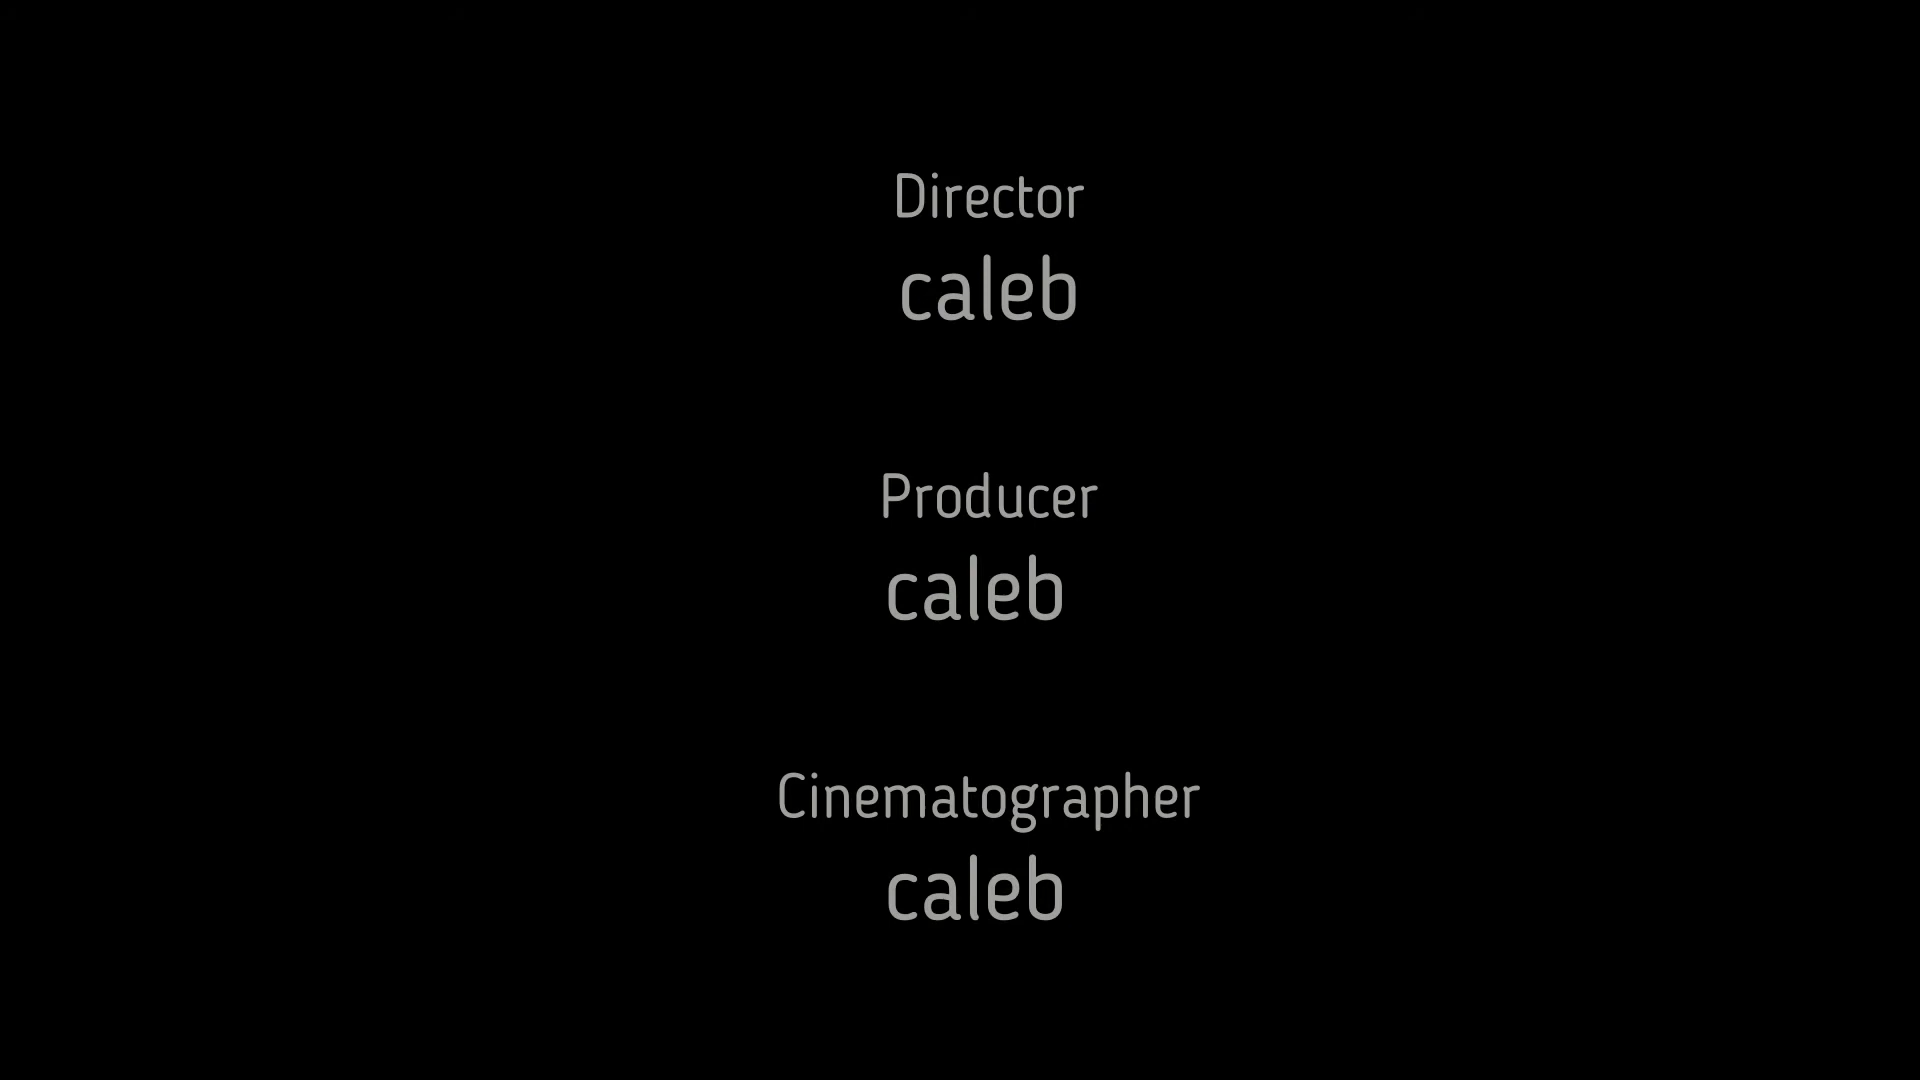 Director
caleb
Producer
caleb
Cinematographer
caleb